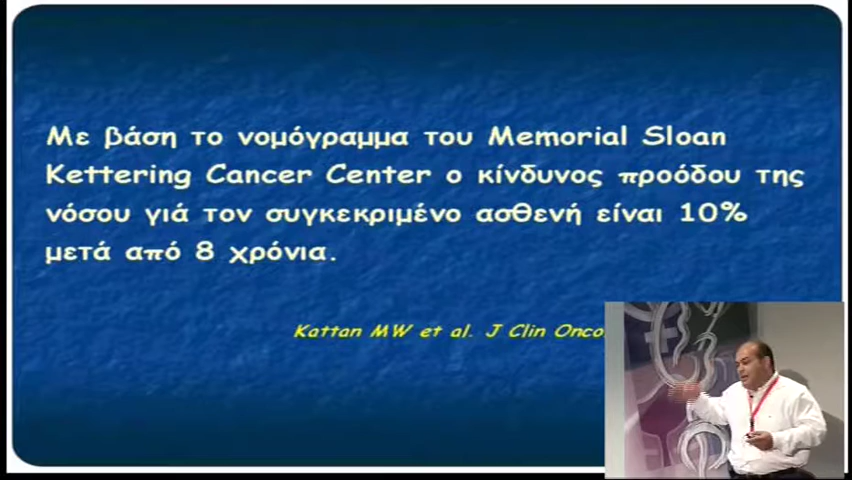 Με βάση το νομόγραμμα του Memorial Sloan
Kettering Cancer Center ο κίνδυνος προόδου της
νόσου γιά τον συγκεκριμένο ασθενή είναι 10%
μετά από 8 χρόνια.
Kattan MW et al. J Clin Onco